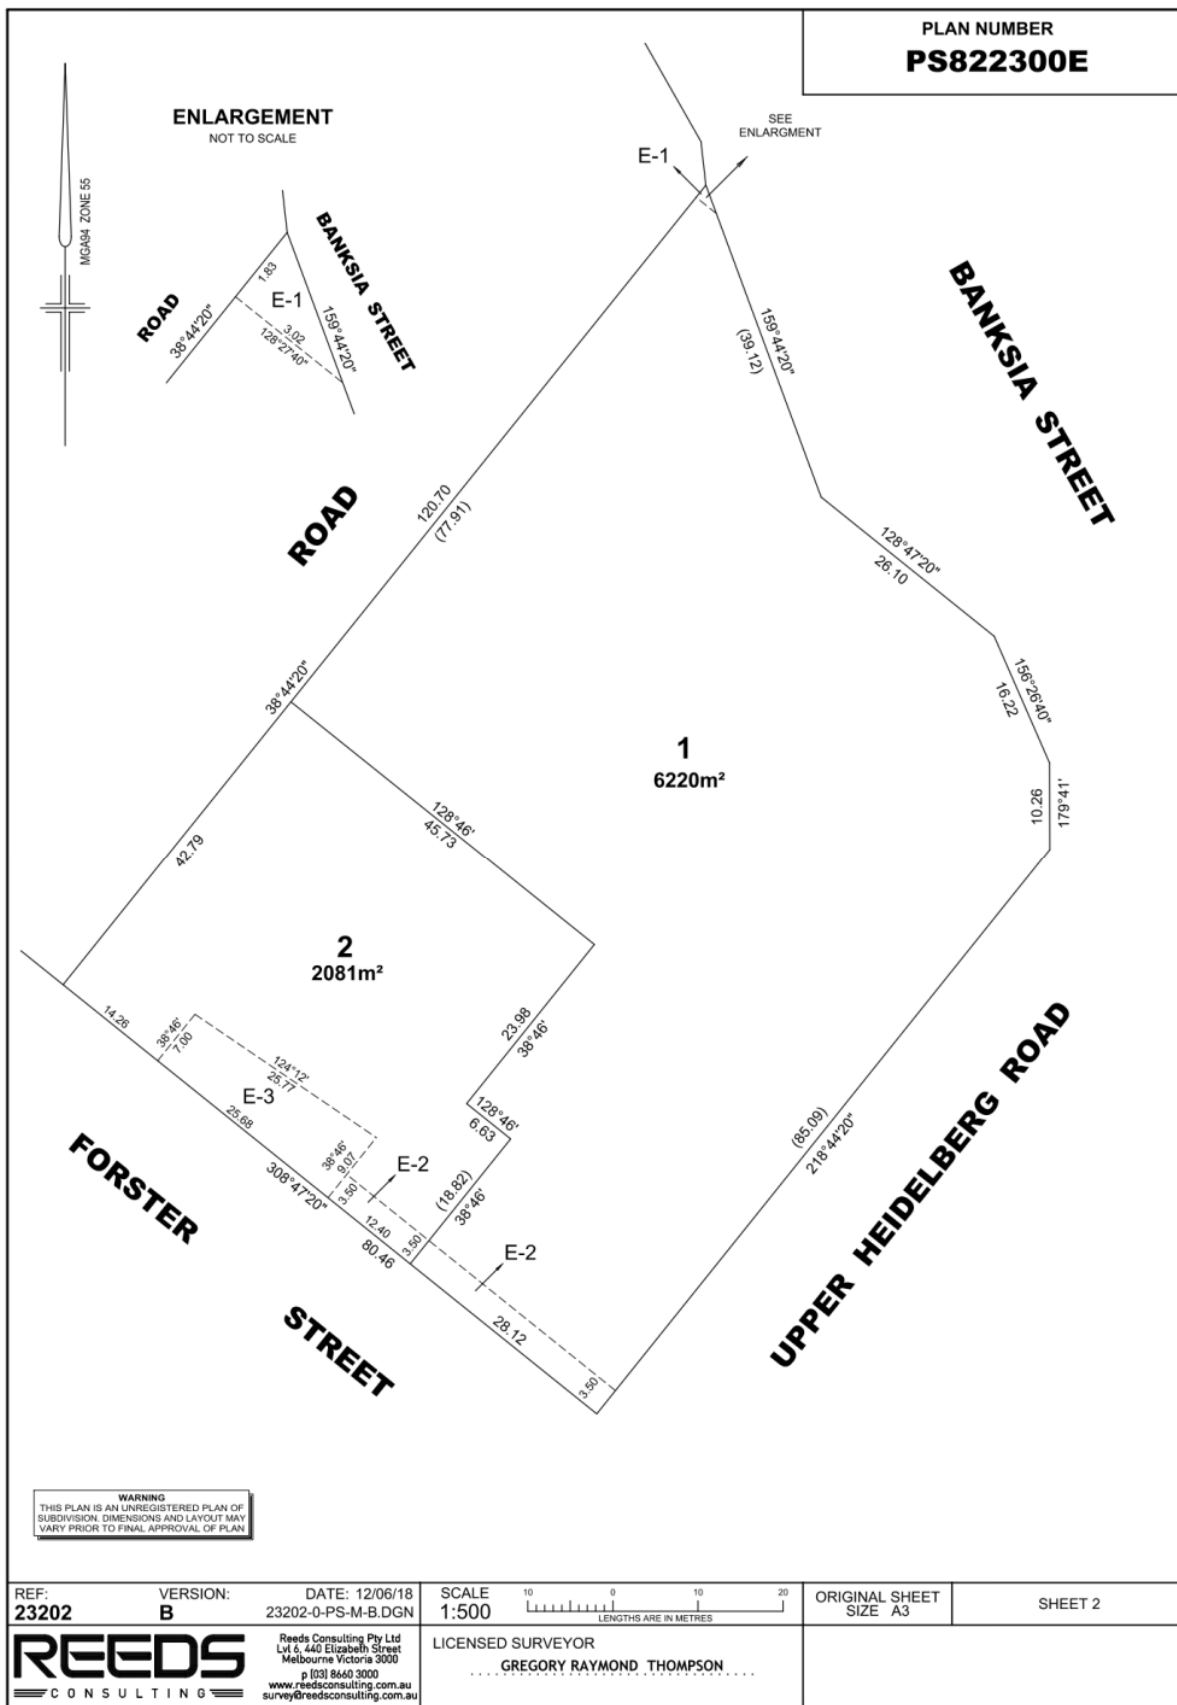 PLAN NUMBER
PS822300E
ENLARGEMENT
NOT TO SCALE
SEE
ENLARGMENT
E-1
MGA94 ZONE 55
BANKSIA STREET
ROAD
1.83
E-1
38°44'20"
3.02
128°27'40"
159°44'20"
159°44'20"
(39.12)
BANKSIA STREET
120.70
(77.91)
ROAD
128°47'20"
26.10
38°44'20"
156°26'40"
16.22
1
6220m²
10.26
179°41'
128°46'
45.73
42.79
2
2081m²
14.26
38°46'
7.00
23.98
38°46'
124°12'
25.77
E-3
25.68
128°46'
6.63
38°46'
9.07
E-2
(85.09)
218°44'20"
UPPER HEIDELBERG ROAD
FORSTER
308°47'20"
3.50
(18.82)
38°46'
12.40
80.46
3.50
E-2
STREET
28.12
3.50
WARNING
THIS PLAN IS AN UNREGISTERED PLAN OF
SUBDIVISION. DIMENSIONS AND LAYOUT MAY
VARY PRIOR TO FINAL APPROVAL OF PLAN
REF:
23202
VERSION:
B
DATE: 12/06/18
23202-0-PS-M-B.DGN
SCALE
1:500
10 0 10 20
LENGTHS ARE IN METRES
ORIGINAL SHEET
SIZE A3
SHEET 2
REEDS
CONSULTING
Reeds Consulting Pty Ltd
Lvl 6, 440 Elizabeth Street
Melbourne Victoria 3000
p (03) 8660 3000
www.reedsconsulting.com.au
survey@reedsconsulting.com.au
LICENSED SURVEYOR
GREGORY RAYMOND THOMPSON